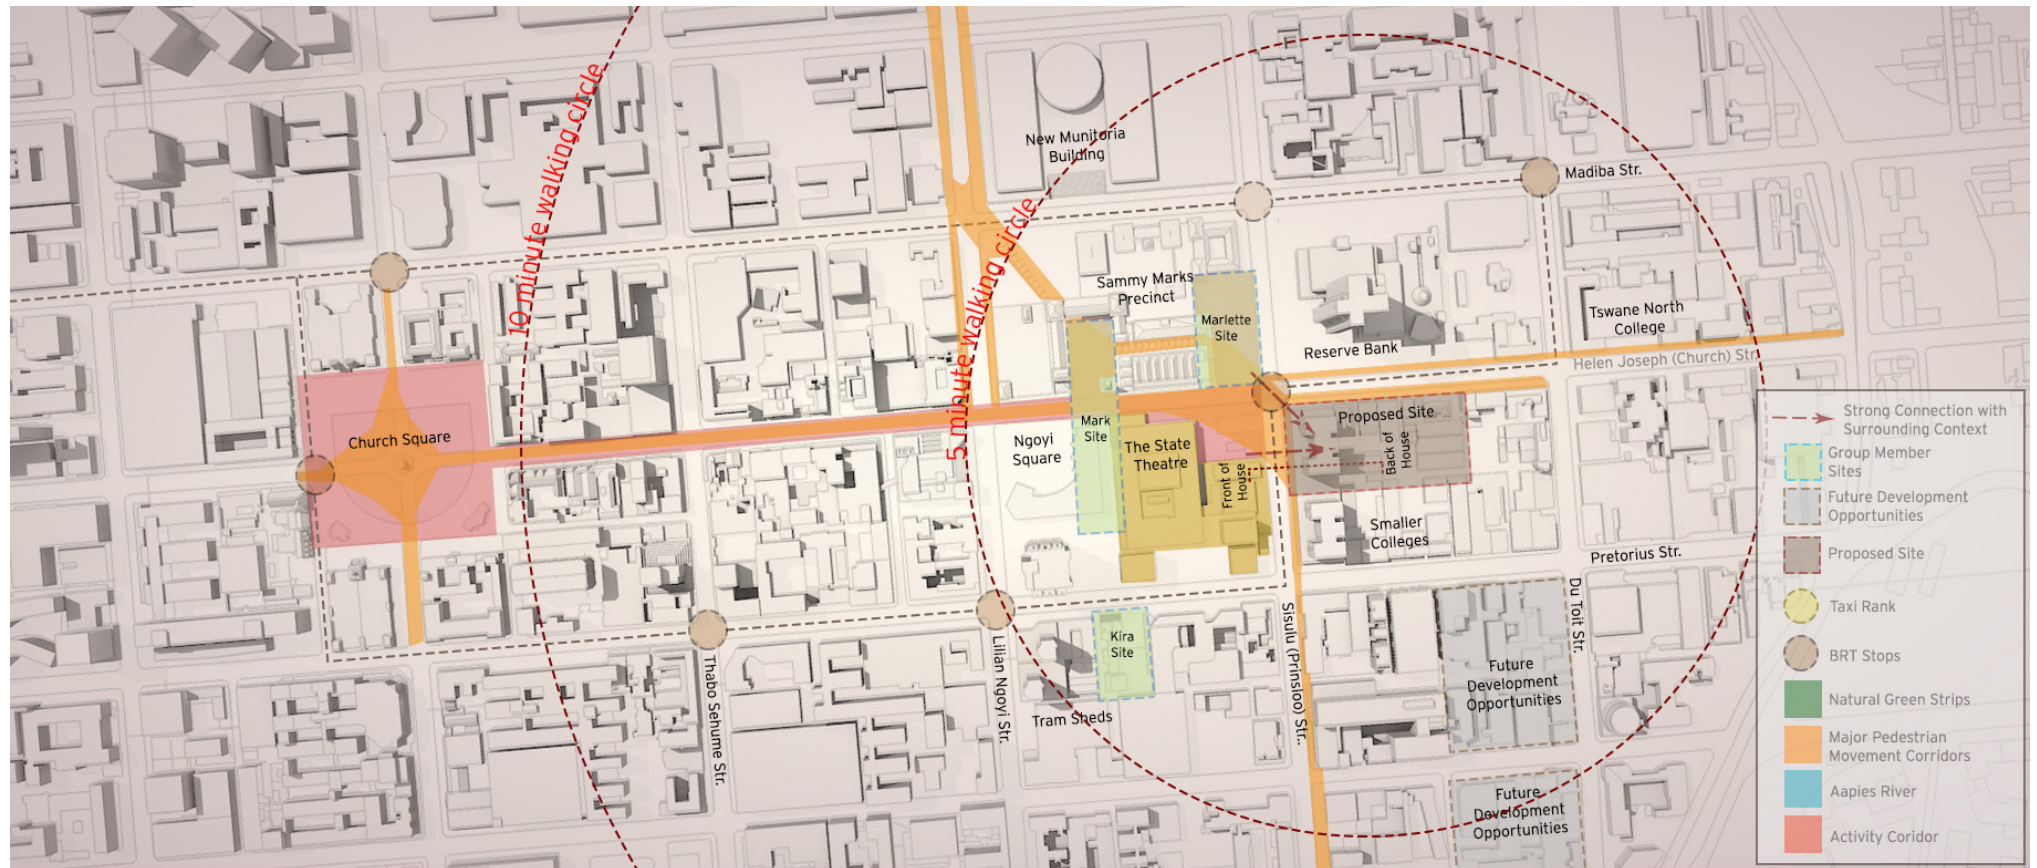 10 minute walking circle
5 minute walking circle
New Munitoria
Building
Madiba Str.
Sammy Marks
Precinct
Marlette
Site
Reserve Bank
Tswane North
College
Helen Joseph (Church) Str.
Church Square
Ngoyi
Square
Mark
Site
The State
Theatre
Front of
House
Proposed Site
Back of
House
Smaller
Colleges
Pretorius Str.
Kira
Site
Tram Sheds
Thabo Sehume Str.
Lilian Ngoyi Str.
Sisulu (Prinsloo) Str.
Du Toit Str.
Future
Development
Opportunities
Future
Development
Opportunities
Strong Connection with
Surrounding Context
Group Member
Sites
Future Development
Opportunities
Proposed Site
Taxi Rank
BRT Stops
Natural Green Strips
Major Pedestrian
Movement Corridors
Aapies River
Activity Coridor